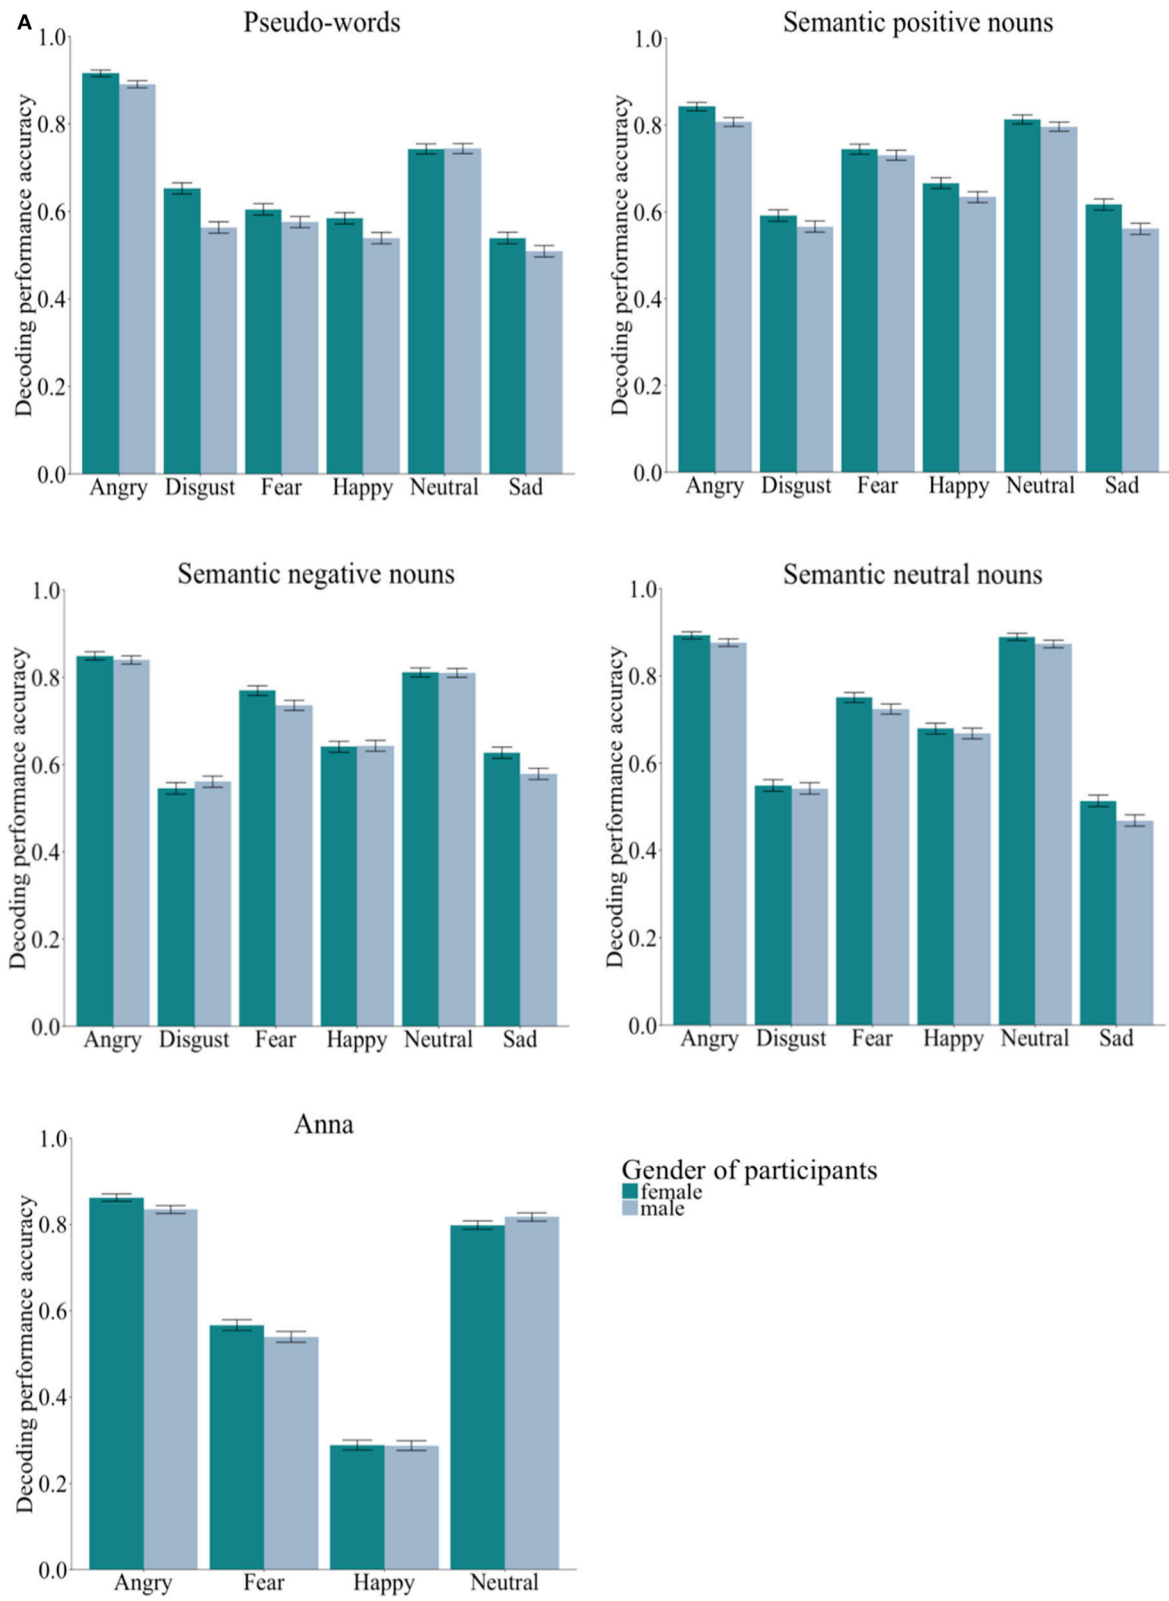 A
Pseudo-words
Decoding performance accuracy
1.0
0.8
0.6
0.4
0.2
0.0
Angry Disgust Fear Happy Neutral Sad
Semantic positive nouns
Decoding performance accuracy
1.0
0.8
0.6
0.4
0.2
0.0
Angry Disgust Fear Happy Neutral Sad
Semantic negative nouns
Decoding performance accuracy
1.0
0.8
0.6
0.4
0.2
0.0
Angry Disgust Fear Happy Neutral Sad
Semantic neutral nouns
Decoding performance accuracy
1.0
0.8
0.6
0.4
0.2
0.0
Angry Disgust Fear Happy Neutral Sad
Anna
Decoding performance accuracy
1.0
0.8
0.6
0.4
0.2
0.0
Angry Fear Happy Neutral
Gender of participants
female
male